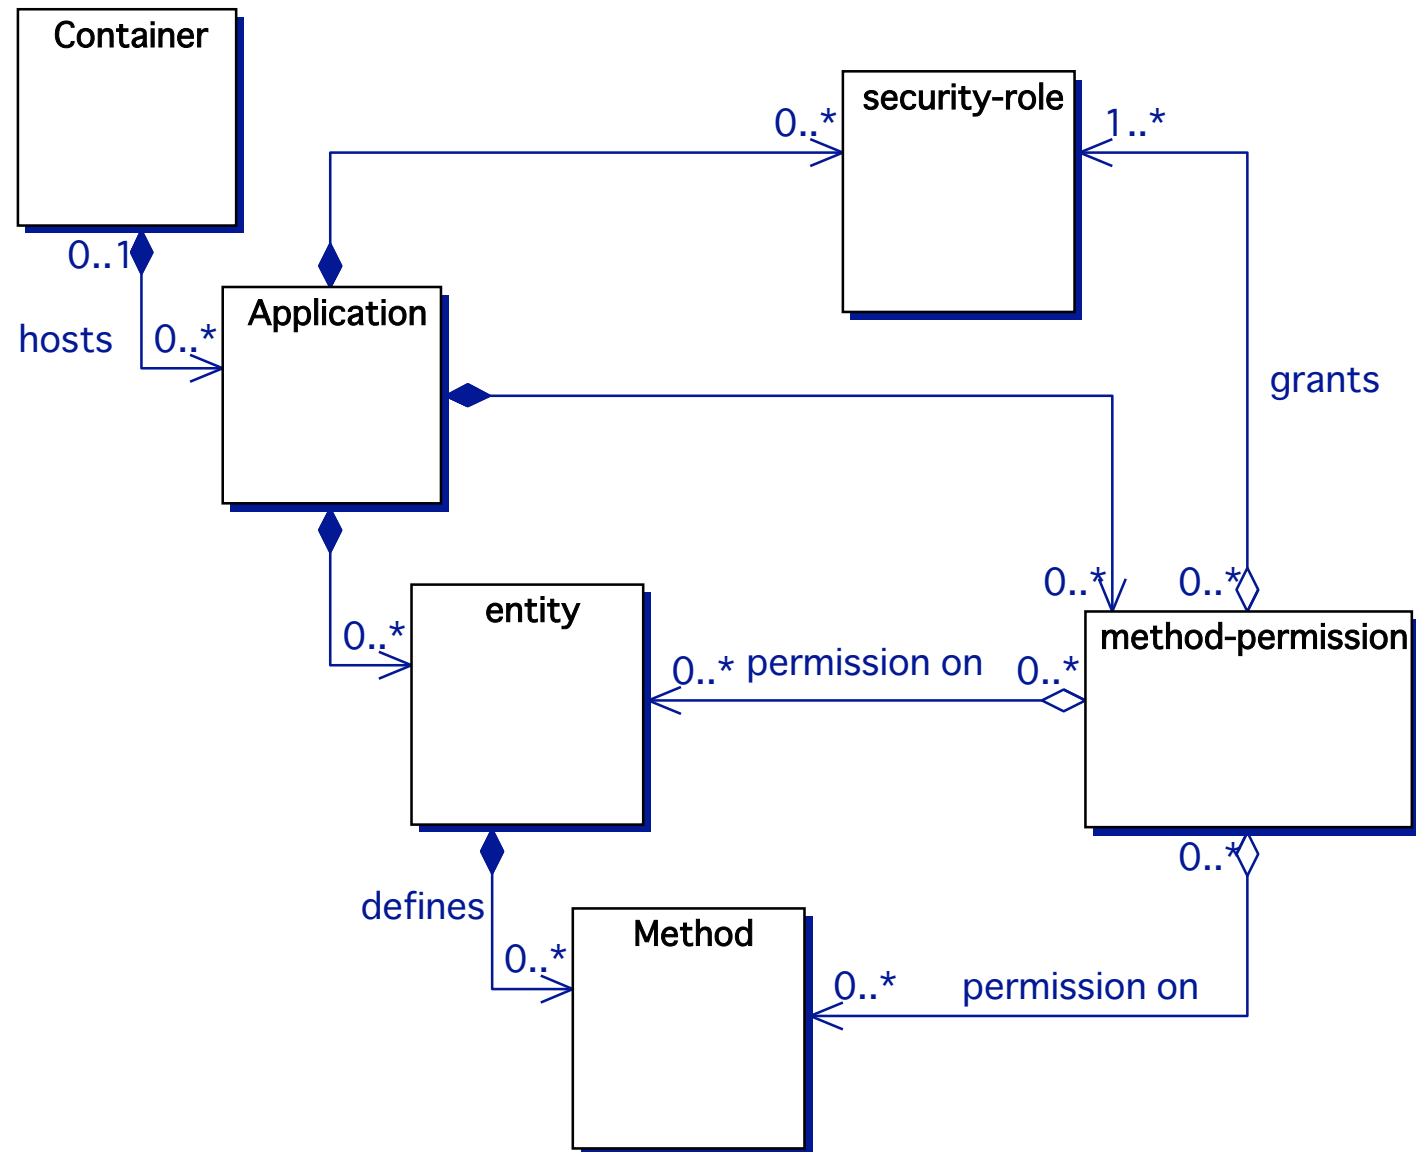 Container
security-role
0..*
1..*
0..1
Application
hosts
0..*
grants
0..*
0..*
entity
0..*
method-permission
0..*
permission on
0..*
0..*
defines
Method
0..*
0..*
permission on